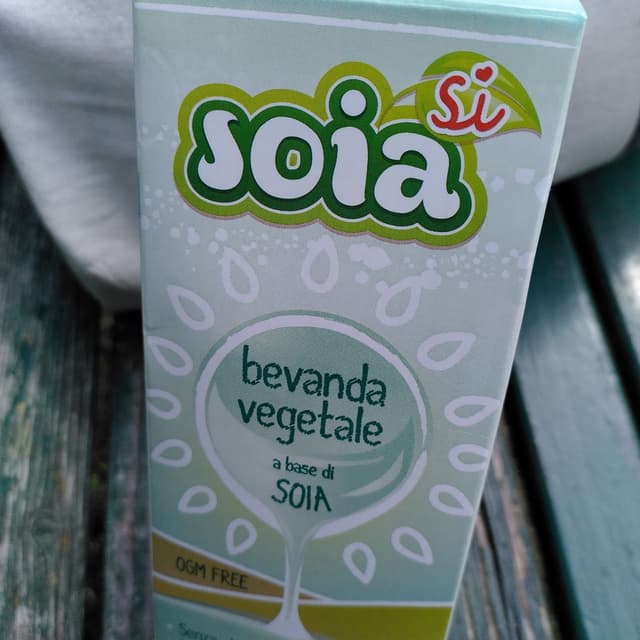 soia
Si
bevanda
vegetale
a base di
SOIA
OGM FREE